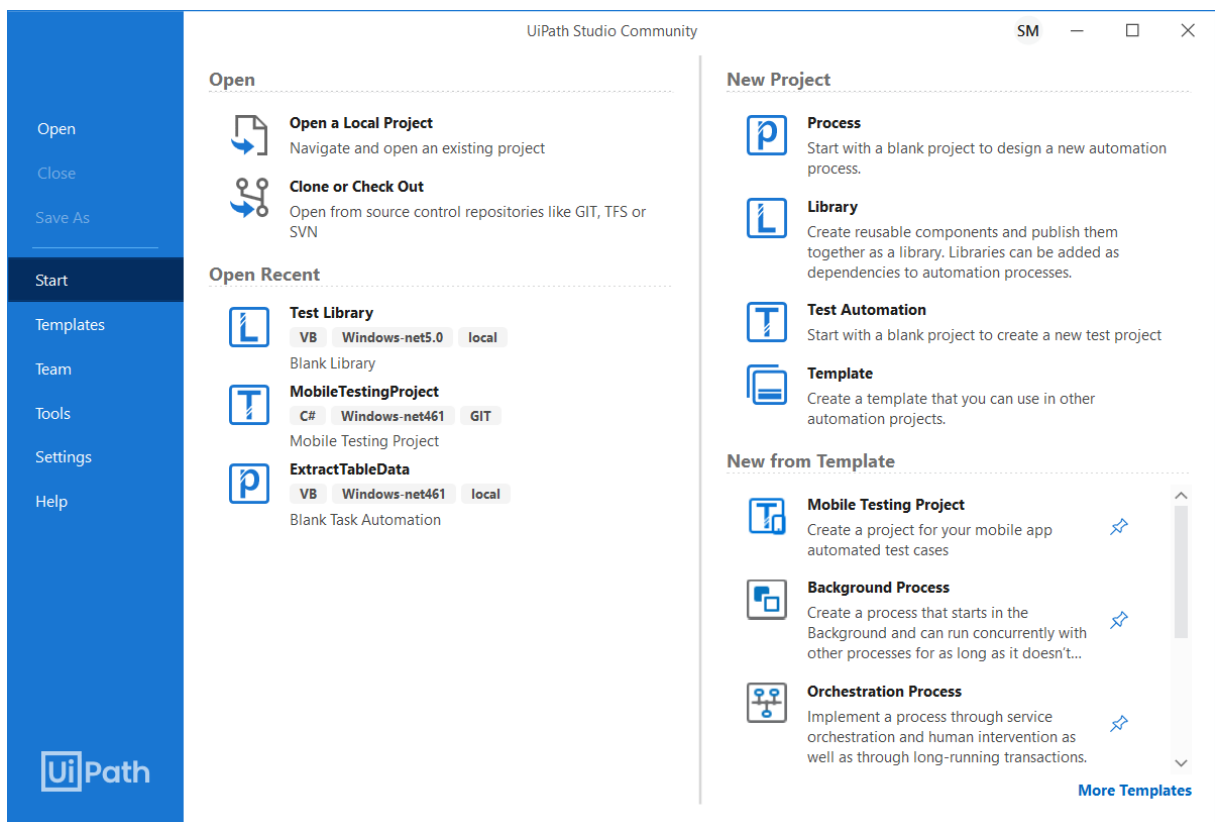 UiPath Studio Community
SM
Open
Close
Save As
Start
Templates
Team
Tools
Settings
Help
UiPath
Open
Open a Local Project
Navigate and open an existing project
Clone or Check Out
Open from source control repositories like GIT, TFS or
SVN
Open Recent
Test Library
VB Windows-net5.0 local
Blank Library
MobileTestingProject
C# Windows-net461 GIT
Mobile Testing Project
ExtractTableData
VB Windows-net461 local
Blank Task Automation
New Project
Process
Start with a blank project to design a new automation
process.
Library
Create reusable components and publish them
together as a library. Libraries can be added as
dependencies to automation processes.
Test Automation
Start with a blank project to create a new test project
Template
Create a template that you can use in other
automation projects.
New from Template
Mobile Testing Project
Create a project for your mobile app
automated test cases
Background Process
Create a process that starts in the
Background and can run concurrently with
other processes for as long as it doesn't...
Orchestration Process
Implement a process through service
orchestration and human intervention as
well as through long-running transactions.
More Templates